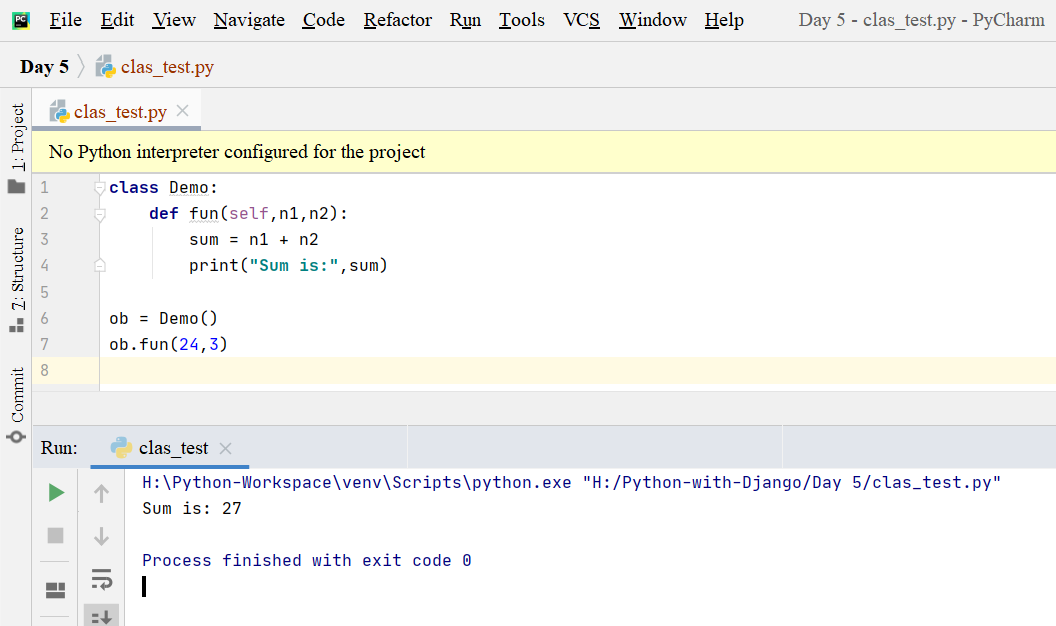 PC File Edit View Navigate Code Refactor Run Tools VCS Window Help Day 5 - clas_test.py - PyCharm
Day 5 clas_test.py
clas_test.py
No Python interpreter configured for the project
1: Project
7: Structure
Commit
1 class Demo:
2     def fun(self,n1,n2):
3         sum = n1 + n2
4         print("Sum is:",sum)
5
6 ob = Demo()
7 ob.fun(24,3)
8
Run: clas_test
H:\Python-Workspace\venv\Scripts\python.exe "H:/Python-with-Django/Day 5/clas_test.py"
Sum is: 27
Process finished with exit code 0